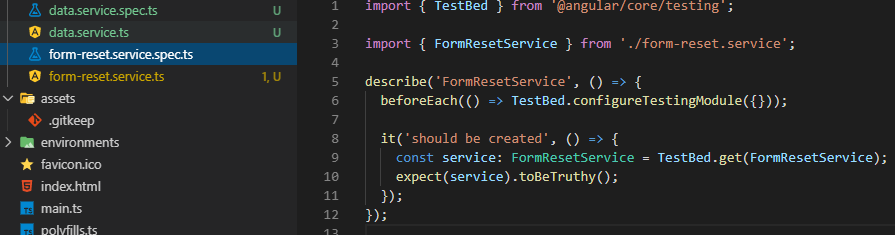 data.service.spec.ts U
data.service.ts U
form-reset.service.spec.ts
form-reset.service.ts 1, U
assets
.gitkeep
environments
favicon.ico
index.html
main.ts
polyfills.ts
1 import { TestBed } from '@angular/core/testing';
2
3 import { FormResetService } from './form-reset.service';
4
5 describe('FormResetService', () => {
6 beforeEach(() => TestBed.configureTestingModule({}));
7
8 it('should be created', () => {
9 const service: FormResetService = TestBed.get(FormResetService);
10 expect(service).toBeTruthy();
11 });
12 });
13